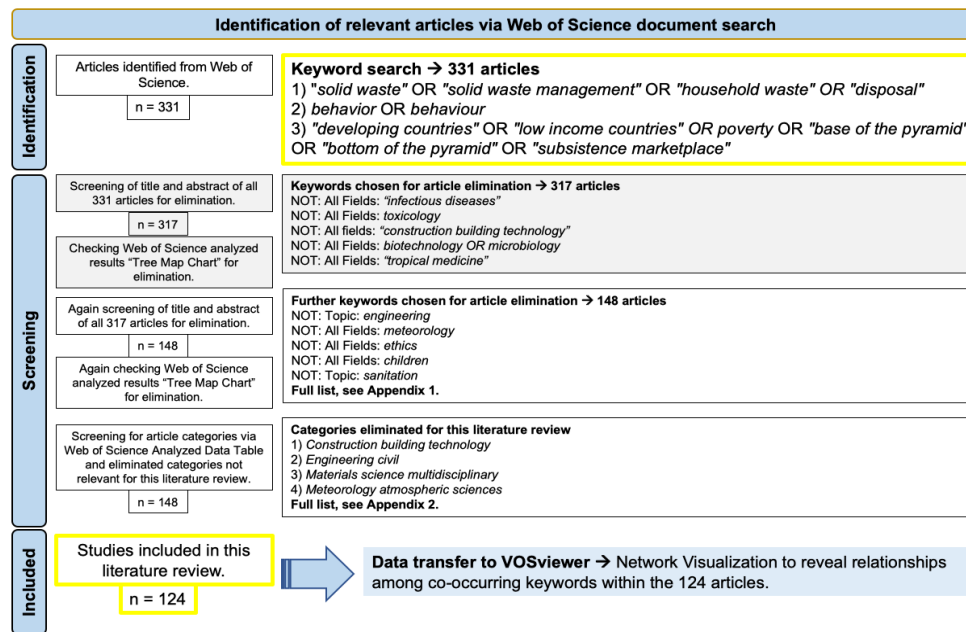 Identification of relevant articles via Web of Science document search
Identification
Articles identified from Web of
Science.
n = 331
Keyword search → 331 articles
1) "solid waste" OR "solid waste management" OR "household waste" OR "disposal"
2) behavior OR behaviour
3) "developing countries" OR "low income countries" OR poverty OR "base of the pyramid"
OR "bottom of the pyramid" OR "subsistence marketplace"
Screening
Screening of title and abstract of all
331 articles for elimination.
n = 317
Checking Web of Science analyzed
results “Tree Map Chart” for
elimination.
Keywords chosen for article elimination → 317 articles
NOT: All Fields: “infectious diseases”
NOT: All Fields: toxicology
NOT: All fields: “construction building technology”
NOT: All Fields: biotechnology OR microbiology
NOT: All Fields: “tropical medicine”
Again screening of title and abstract
of all 317 articles for elimination.
n = 148
Again checking Web of Science
analyzed results “Tree Map Chart”
for elimination.
Further keywords chosen for article elimination → 148 articles
NOT: Topic: engineering
NOT: All Fields: meteorology
NOT: All Fields: ethics
NOT: All Fields: children
NOT: Topic: sanitation
Full list, see Appendix 1.
Screening for article categories via
Web of Science Analyzed Data Table
and eliminated categories not
relevant for this literature review.
n = 148
Categories eliminated for this literature review
1) Construction building technology
2) Engineering civil
3) Materials science multidisciplinary
4) Meteorology atmospheric sciences
Full list, see Appendix 2.
Included
Studies included in this
literature review.
n = 124
Data transfer to VOSviewer → Network Visualization to reveal relationships
among co-occurring keywords within the 124 articles.